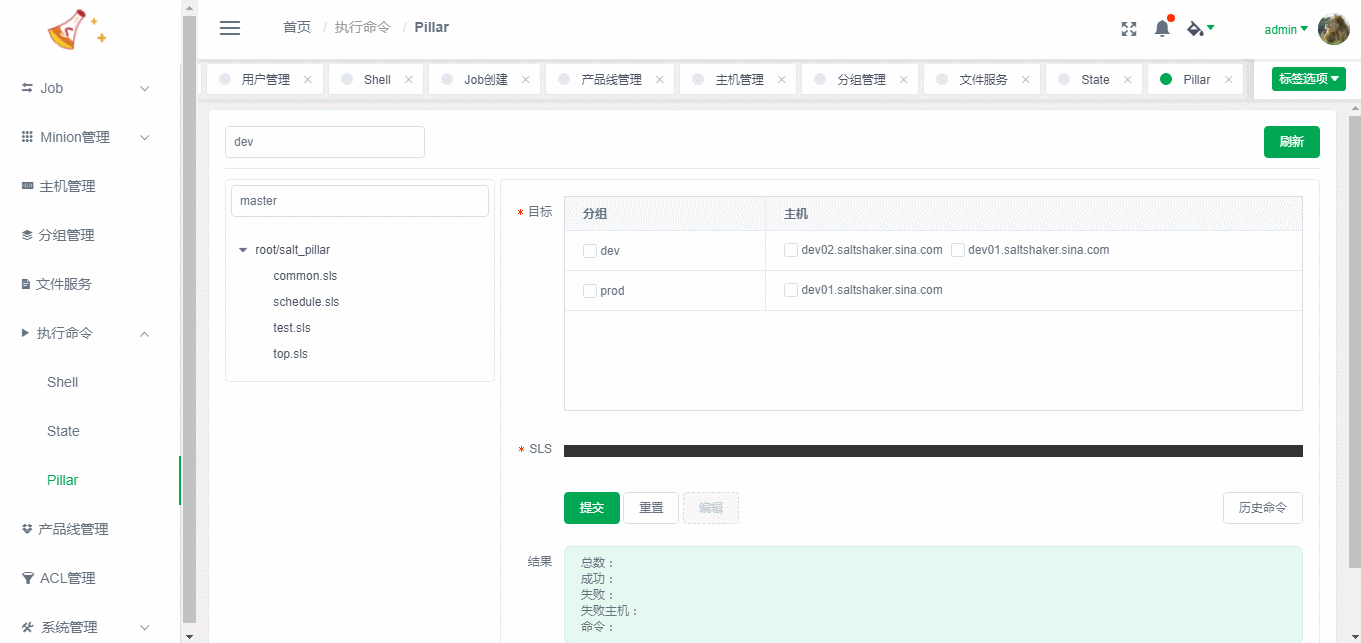 首页 / 执行命令 / Pillar
admin
用户管理
Shell
Job创建
产品线管理
主机管理
分组管理
文件服务
State
Pillar
标签选项
Job
Minion管理
主机管理
分组管理
文件服务
执行命令
Shell
State
Pillar
产品线管理
ACL管理
系统管理
dev
刷新
master
root/salt_pillar
common.sls
schedule.sls
test.sls
top.sls
* 目标
分组 主机
dev dev02.saltshaker.sina.com dev01.saltshaker.sina.com
prod dev01.saltshaker.sina.com
* SLS
提交 重置 编辑 历史命令
结果
总数：
成功：
失败：
失败主机：
命令：